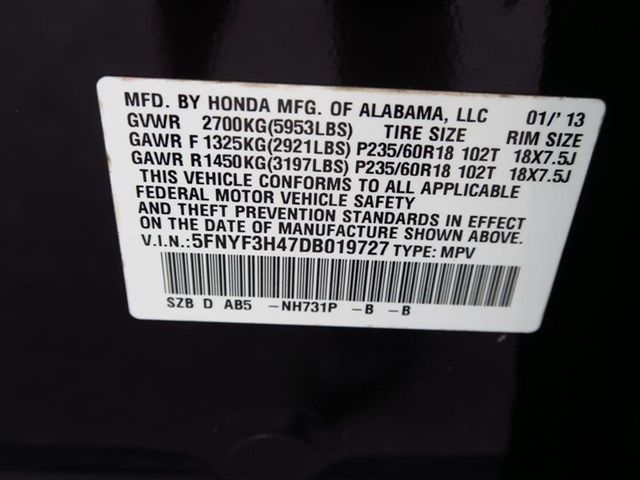 MFD. BY HONDA MFG. OF ALABAMA, LLC 01/'13
GVWR 2700KG(5953LBS) TIRE SIZE RIM SIZE
GAWR F 1325KG(2921LBS) P235/60R18 102T 18X7.5J
GAWR R1450KG(3197LBS) P235/60R18 102T 18X7.5J
THIS VEHICLE CONFORMS TO ALL APPLICABLE
FEDERAL MOTOR VEHICLE SAFETY
AND THEFT PREVENTION STANDARDS IN EFFECT
ON THE DATE OF MANUFACTURE SHOWN ABOVE.
V.I.N.:5FNYF3H47DB019727 TYPE: MPV
SZB D AB5 -NH731P -B -B